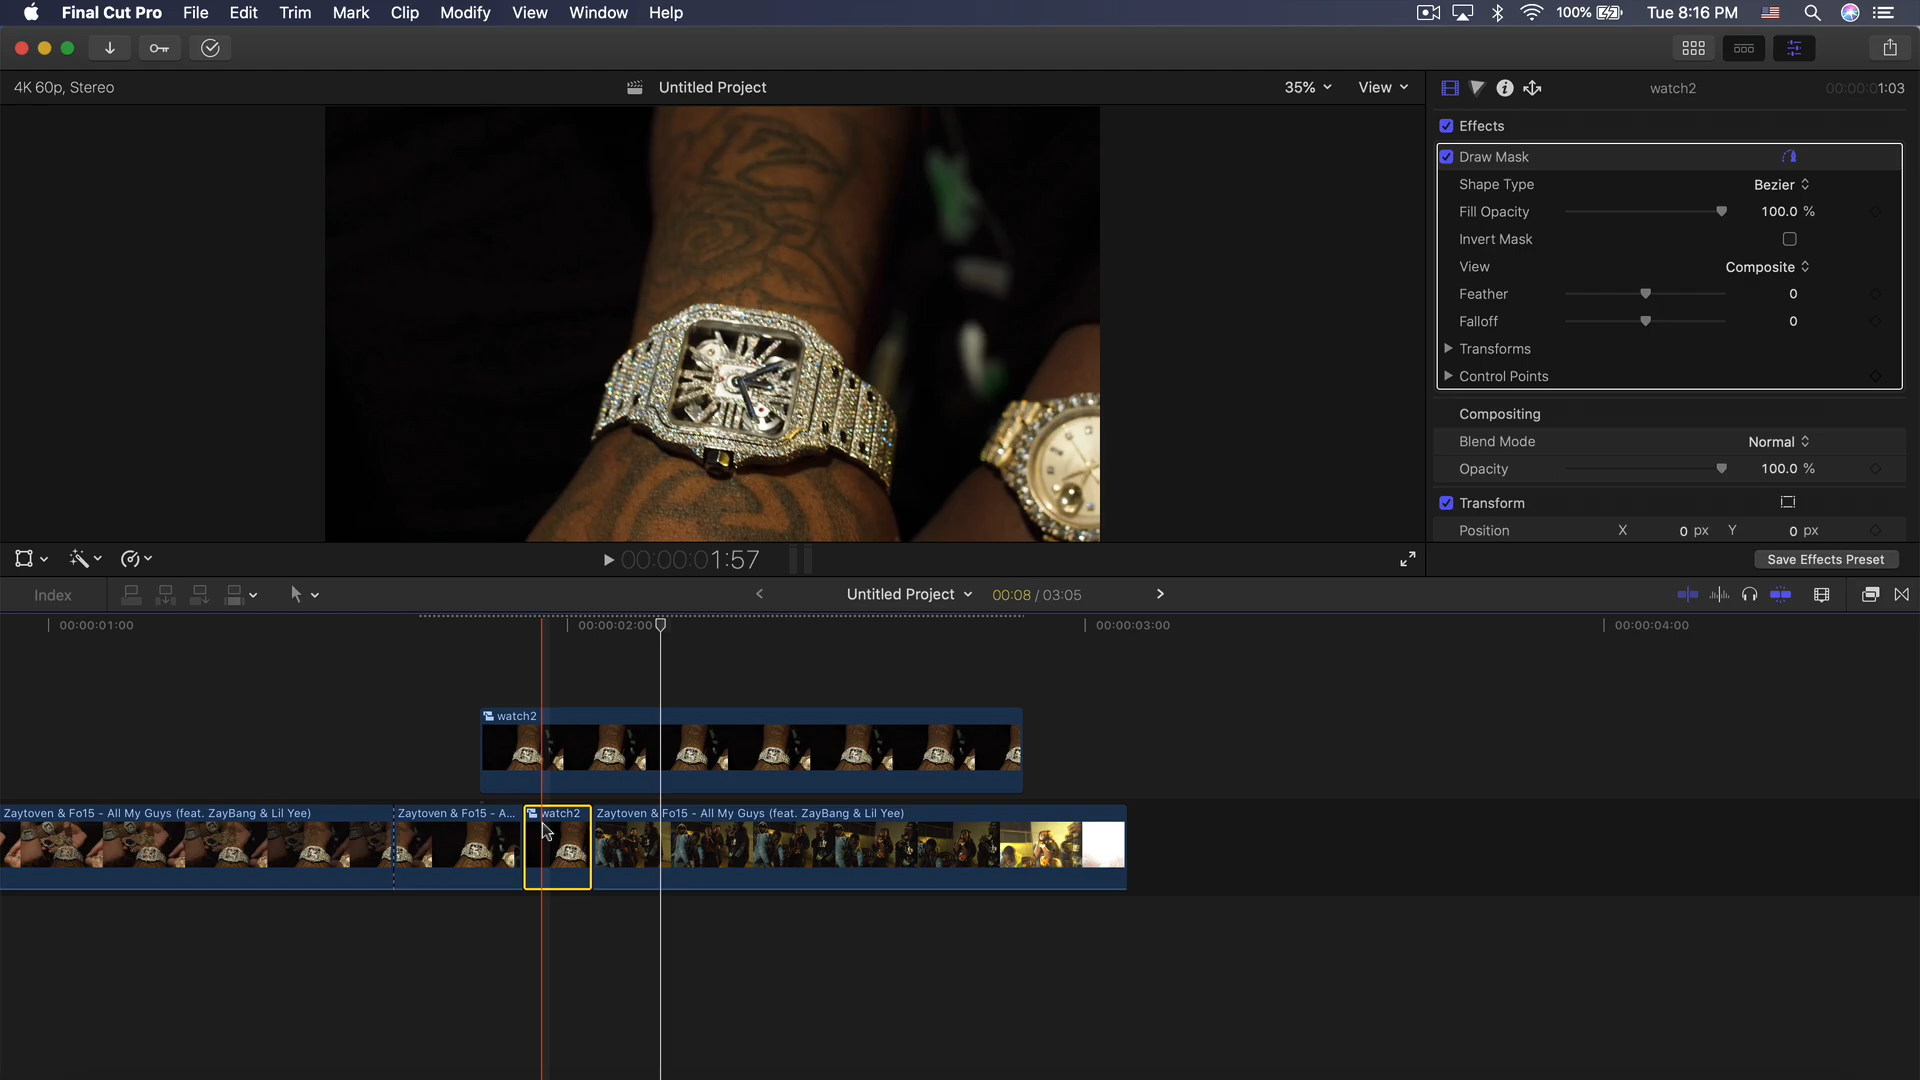 Final Cut Pro File Edit Trim Mark Clip Modify View Window Help 100% Tue 8:16 PM
4K 60p, Stereo Untitled Project 35% View watch2 00:00:01:03
Effects
Draw Mask
Shape Type Bezier
Fill Opacity 100.0 %
Invert Mask
View Composite
Feather 0
Falloff 0
Transforms
Control Points
Compositing
Blend Mode Normal
Opacity 100.0 %
Transform
Position X 0 px Y 0 px
00:00:01:57 Save Effects Preset
Index Untitled Project 00:08 / 03:05
00:00:01:00 00:00:02:00 00:00:03:00 00:00:04:00
watch2
Zaytoven & Fo15 - All My Guys (feat. ZayBang & Lil Yee) Zaytoven & Fo15 - A... watch2 Zaytoven & Fo15 - All My Guys (feat. ZayBang & Lil Yee)